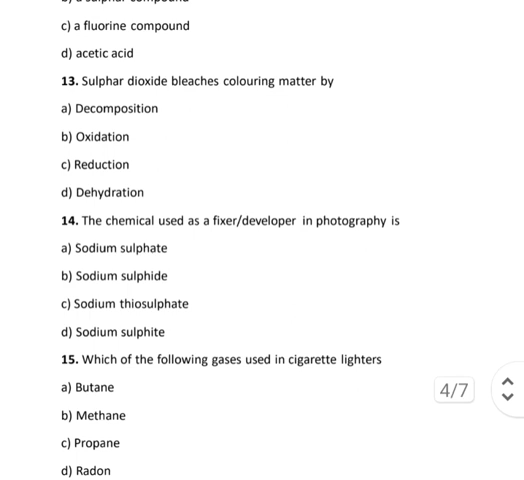 c) a fluorine compound
d) acetic acid
13. Sulphar dioxide bleaches colouring matter by
a) Decomposition
b) Oxidation
c) Reduction
d) Dehydration
14. The chemical used as a fixer/developer in photography is
a) Sodium sulphate
b) Sodium sulphide
c) Sodium thiosulphate
d) Sodium sulphite
15. Which of the following gases used in cigarette lighters
a) Butane
4/7
b) Methane
c) Propane
d) Radon